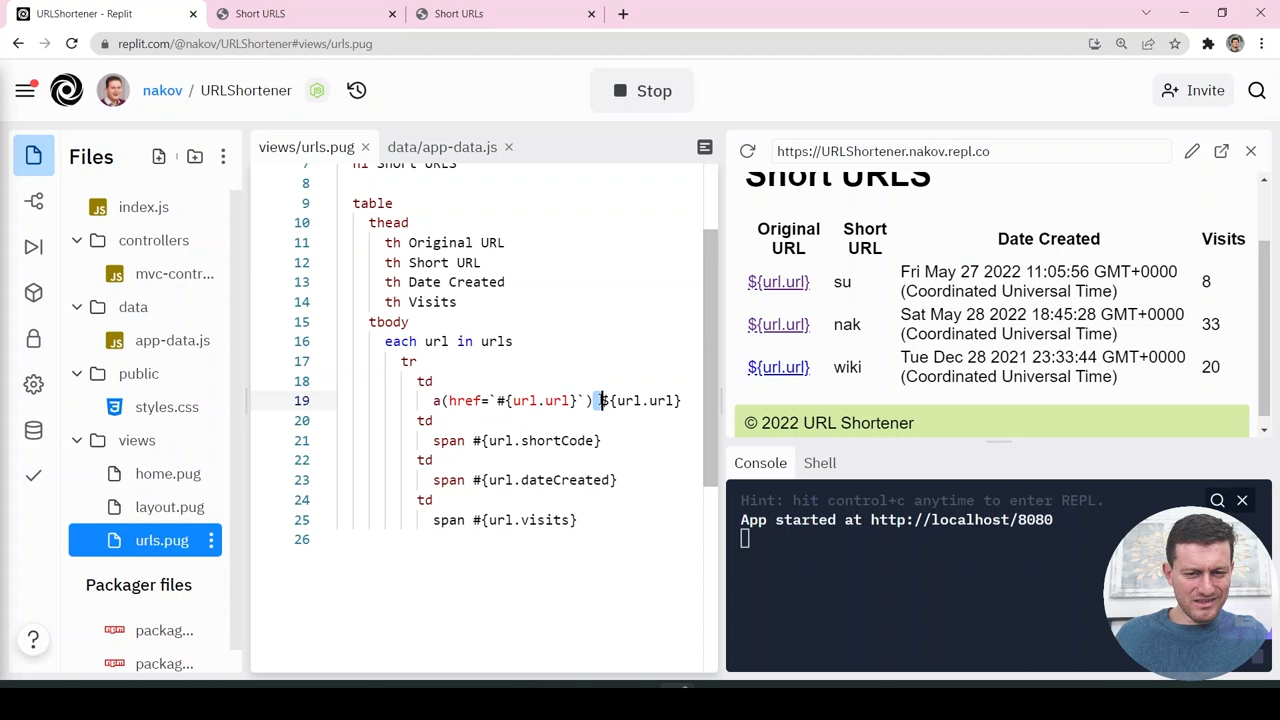 URLShortener - Replit
Short URLS
Short URLs
replit.com/@nakov/URLShortener#views/urls.pug
nakov / URLShortener
Stop
Invite
Files
index.js
controllers
mvc-contr...
data
app-data.js
public
styles.css
views
home.pug
layout.pug
urls.pug
Packager files
packag...
packag...
views/urls.pug
data/app-data.js
7 h1 Short URLS
8
9 table
10 thead
11 th Original URL
12 th Short URL
13 th Date Created
14 th Visits
15 tbody
16 each url in urls
17 tr
18 td
19 a(href=`#{url.url}`) ${url.url}
20 td
21 span #{url.shortCode}
22 td
23 span #{url.dateCreated}
24 td
25 span #{url.visits}
26
https://URLShortener.nakov.repl.co
Short URLS
Original URL Short URL Date Created Visits
${url.url} su Fri May 27 2022 11:05:56 GMT+0000 (Coordinated Universal Time) 8
${url.url} nak Sat May 28 2022 18:45:28 GMT+0000 (Coordinated Universal Time) 33
${url.url} wiki Tue Dec 28 2021 23:33:44 GMT+0000 (Coordinated Universal Time) 20
© 2022 URL Shortener
Console
Shell
Hint: hit control+c anytime to enter REPL.
App started at http://localhost/8080